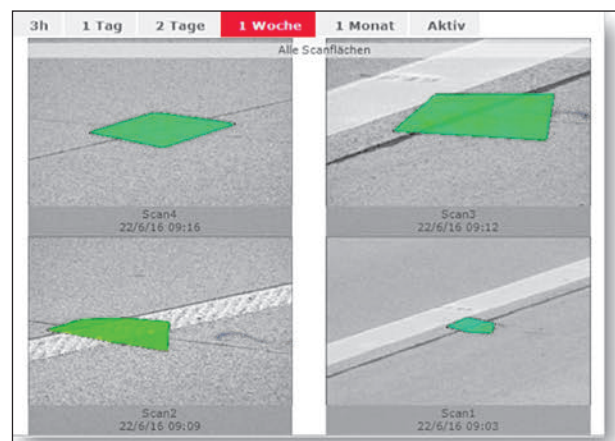 3h 1 Tag 2 Tage 1 Woche 1 Monat Aktiv
Alle Scanflächen
Scan4
22/6/16 09:16
Scan3
22/6/16 09:12
Scan2
22/6/16 09:09
Scan1
22/6/16 09:03